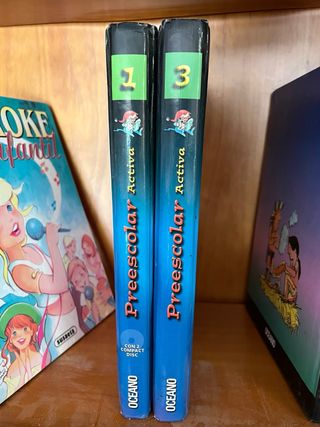 OKE
nfantil
SUSAETA
1
Preescolar
Activa
CON 2
COMPACT
DISC
OCEANO
3
Preescolar
Activa
OCEANO